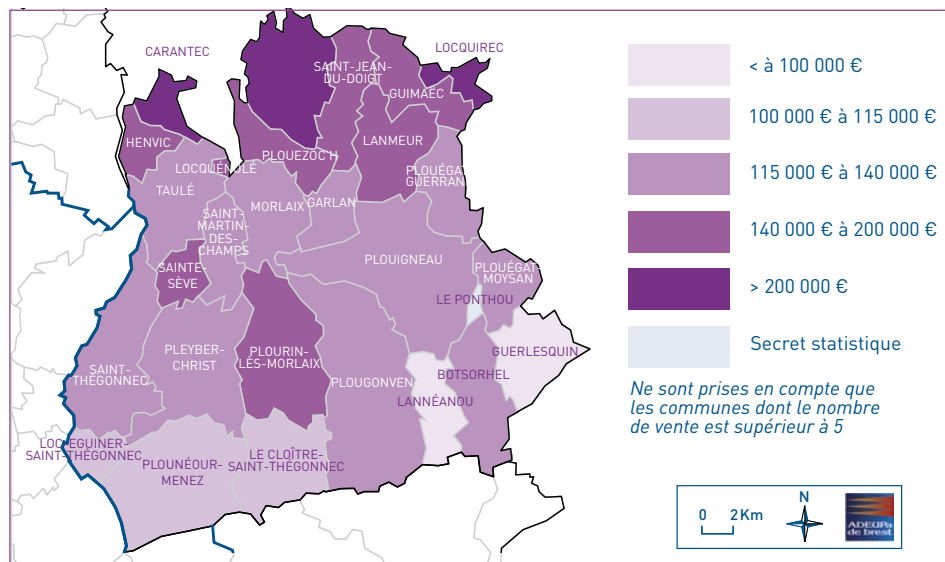 CARANTEC
LOCQUIREC
SAINT-JEAN-
DU-DOIGT
GUIMAËC
HENVIC
PLOUEZOC'H
LANMEUR
LOCQUÉNOLÉ
TAULÉ
PLOUÉGAT-
GUERRAN
SAINT-
MARTIN-
DES-
CHAMPS
MORLAIX
GARLAN
SAINTE-
SÈVE
PLOUIGNEAU
PLOUÉGAT-
MOYSAN
LE PONTHOU
PLEYBER-
CHRIST
PLOURIN-
LÈS-MORLAIX
GUERLESQUIN
SAINT-
THÉGONNEC
PLOUGONVEN
BOTSORHEL
LANNÉANOU
LOC-EGUINER-
SAINT-THÉGONNEC
PLOUNÉOUR-
MENEZ
LE CLOÎTRE-
SAINT-THÉGONNEC
< à 100 000 €
100 000 € à 115 000 €
115 000 € à 140 000 €
140 000 € à 200 000 €
> 200 000 €
Secret statistique
Ne sont prises en compte que
les communes dont le nombre
de vente est supérieur à 5
0 2Km
N
ADEUPa
de brest